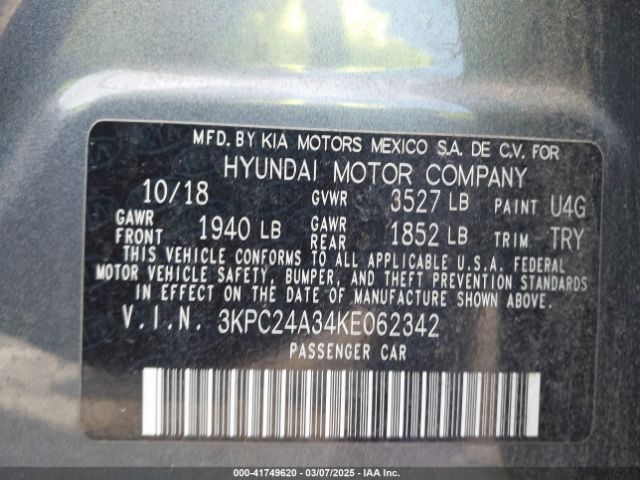 MFD. BY KIA MOTORS MEXICO S.A. DE C.V. FOR
HYUNDAI MOTOR COMPANY
10/18 GVWR 3527 LB PAINT U4G
GAWR FRONT 1940 LB GAWR REAR 1852 LB TRIM TRY
THIS VEHICLE CONFORMS TO ALL APPLICABLE U.S.A. FEDERAL
MOTOR VEHICLE SAFETY, BUMPER, AND THEFT PREVENTION STANDARDS
IN EFFECT ON THE DATE OF MANUFACTURE SHOWN ABOVE.
V.I.N. 3KPC24A34KE062342
PASSENGER CAR
000-41749620 - 03/07/2025 - IAA Inc.